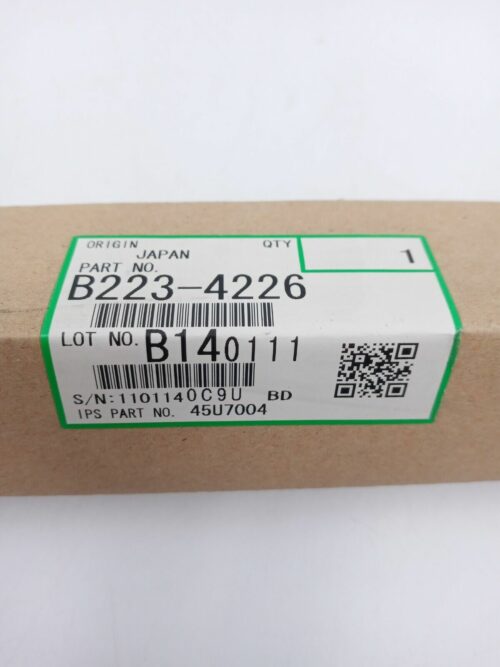 ORIGIN QTY
JAPAN 1
PART NO.
B223-4226
LOT NO. B140111
S/N:1101140C9U BD
IPS PART NO. 45U7004